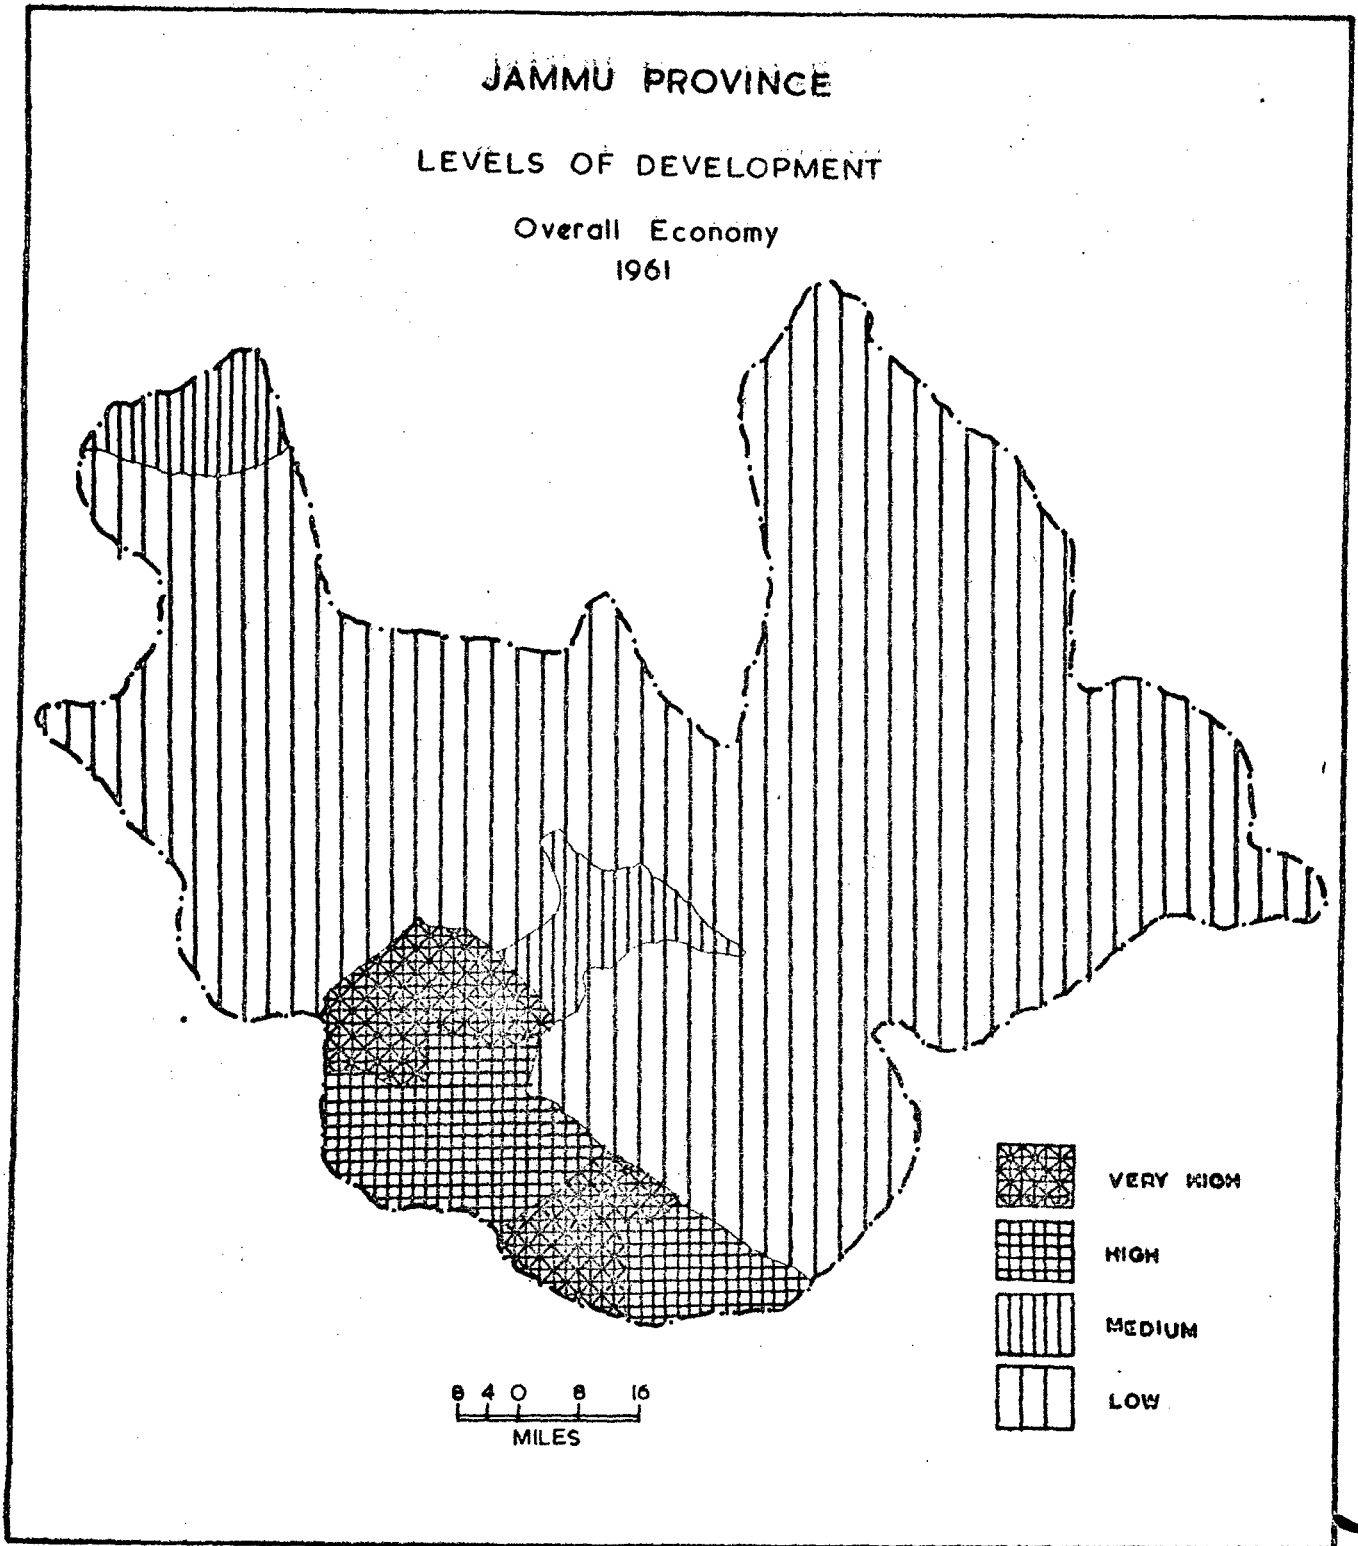 JAMMU PROVINCE
LEVELS OF DEVELOPMENT
Overall Economy
1961
VERY HIGH
HIGH
MEDIUM
LOW
8 4 0 8 16
MILES